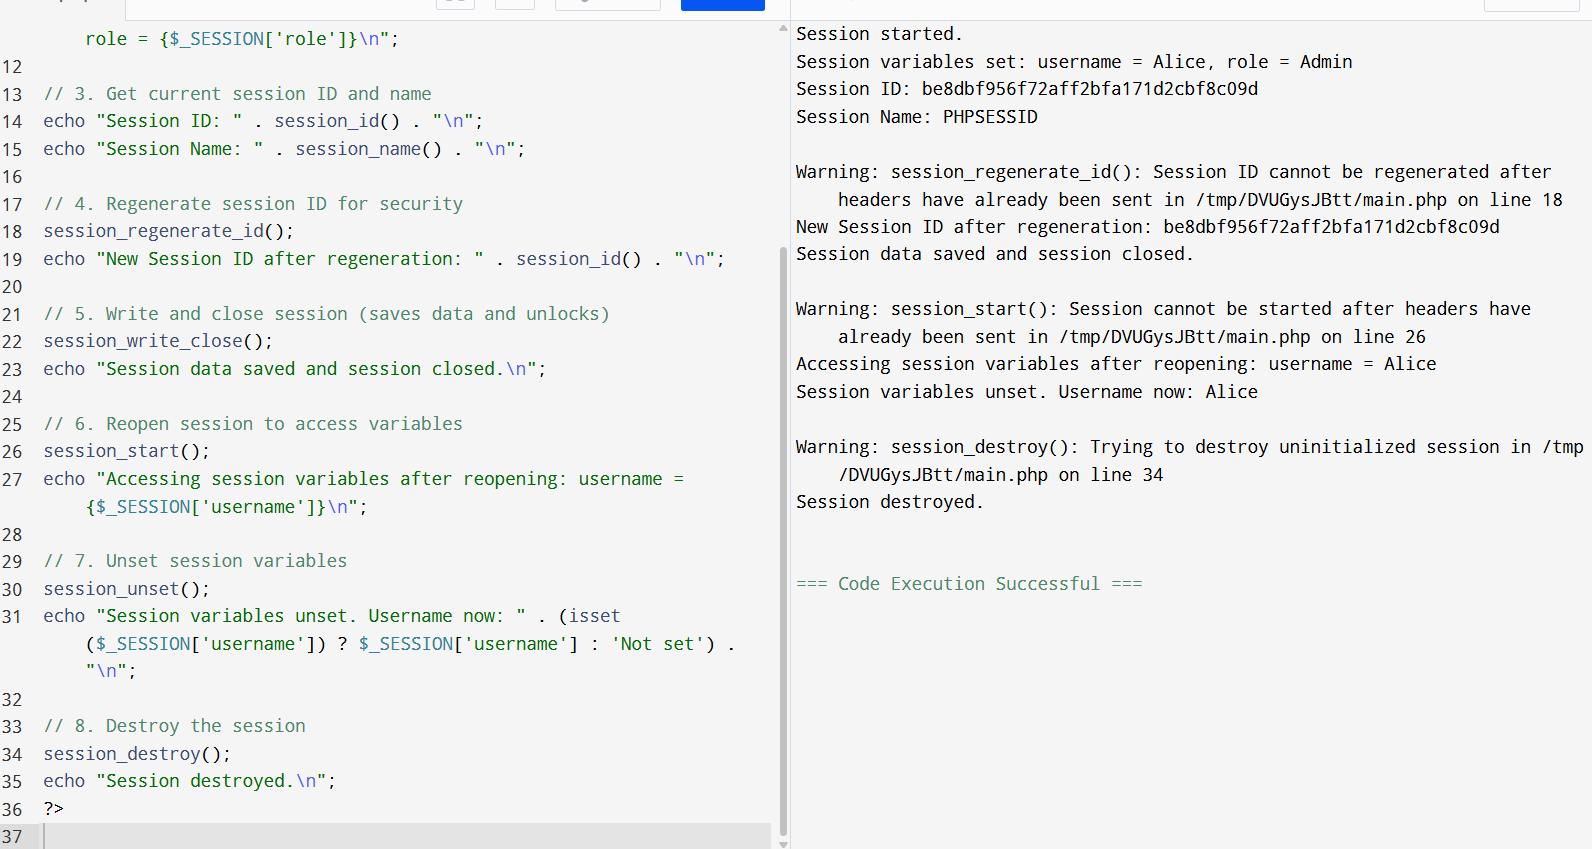 role = {$_SESSION['role']}\n";
12
13 // 3. Get current session ID and name
14 echo "Session ID: " . session_id() . "\n";
15 echo "Session Name: " . session_name() . "\n";
16
17 // 4. Regenerate session ID for security
18 session_regenerate_id();
19 echo "New Session ID after regeneration: " . session_id() . "\n";
20
21 // 5. Write and close session (saves data and unlocks)
22 session_write_close();
23 echo "Session data saved and session closed.\n";
24
25 // 6. Reopen session to access variables
26 session_start();
27 echo "Accessing session variables after reopening: username =
{$_SESSION['username']}\n";
28
29 // 7. Unset session variables
30 session_unset();
31 echo "Session variables unset. Username now: " . (isset
($_SESSION['username']) ? $_SESSION['username'] : 'Not set') .
"\n";
32
33 // 8. Destroy the session
34 session_destroy();
35 echo "Session destroyed.\n";
36 ?>
37
Session started.
Session variables set: username = Alice, role = Admin
Session ID: be8dbf956f72aff2bfa171d2cbf8c09d
Session Name: PHPSESSID
Warning: session_regenerate_id(): Session ID cannot be regenerated after
headers have already been sent in /tmp/DVUGysJBtt/main.php on line 18
New Session ID after regeneration: be8dbf956f72aff2bfa171d2cbf8c09d
Session data saved and session closed.
Warning: session_start(): Session cannot be started after headers have
already been sent in /tmp/DVUGysJBtt/main.php on line 26
Accessing session variables after reopening: username = Alice
Session variables unset. Username now: Alice
Warning: session_destroy(): Trying to destroy uninitialized session in /tmp
/DVUGysJBtt/main.php on line 34
Session destroyed.
=== Code Execution Successful ===